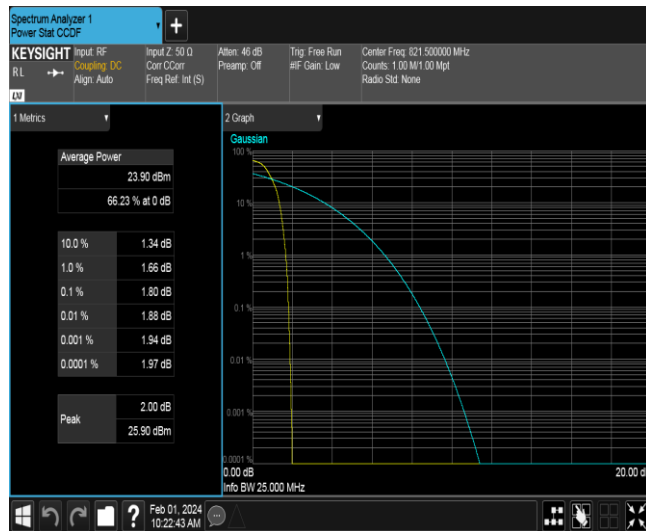 Spectrum Analyzer 1
Power Stat CCDF
+
KEYSIGHT
RL
LXI
Input: RF
Coupling: DC
Align: Auto
Input Z: 50 Ω
Corr CCorr
Freq Ref: Int (S)
Atten: 46 dB
Preamp: Off
Trig: Free Run
#IF Gain: Low
Center Freq: 821.500000 MHz
Counts: 1.00 M/1.00 Mpt
Radio Std: None
1 Metrics
Average Power
23.90 dBm
66.23 % at 0 dB
10.0 % 1.34 dB
1.0 % 1.66 dB
0.1 % 1.80 dB
0.01 % 1.88 dB
0.001 % 1.94 dB
0.0001 % 1.97 dB
Peak
2.00 dB
25.90 dBm
2 Graph
Gaussian
100 %
10 %
1 %
0.1 %
0.01 %
0.001 %
0.0001 %
0.00 dB
20.00 d
Info BW 25.000 MHz
?
Feb 01, 2024
10:22:43 AM